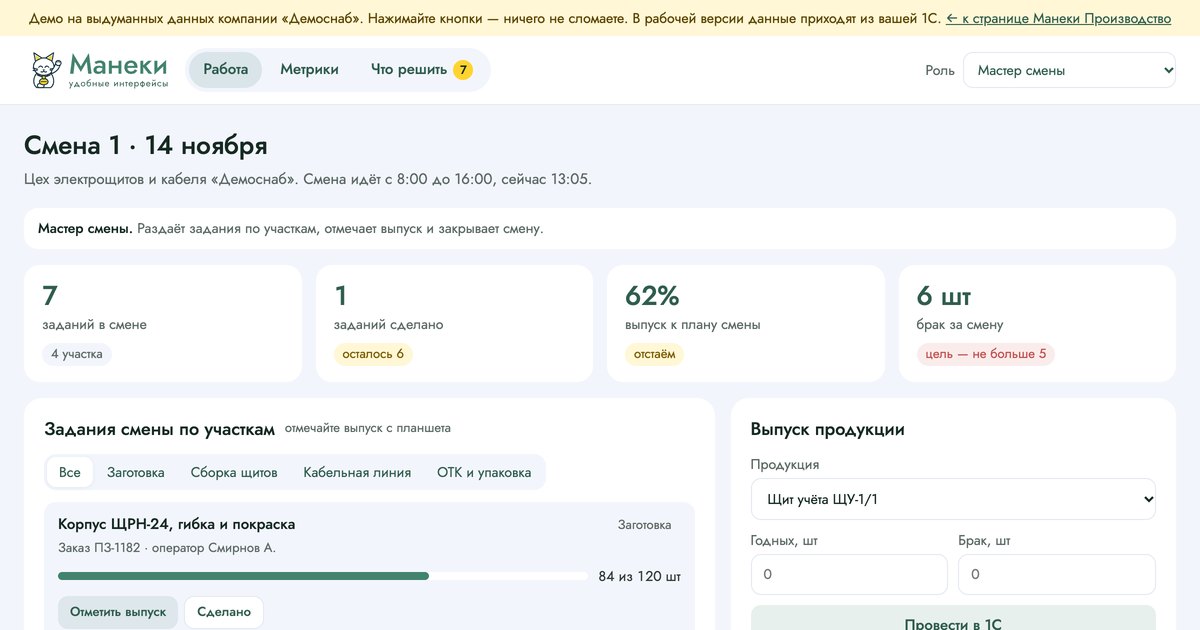 Демо на выдуманных данных компании «Демоснаб». Нажимайте кнопки — ничего не сломаете. В рабочей версии данные приходят из вашей 1С. ← к странице Манеки Производство
Манеки
удобные интерфейсы
Работа
Метрики
Что решить 7
Роль
Мастер смены
Смена 1 · 14 ноября
Цех электрощитов и кабеля «Демоснаб». Смена идёт с 8:00 до 16:00, сейчас 13:05.
Мастер смены. Раздаёт задания по участкам, отмечает выпуск и закрывает смену.
7
заданий в смене
4 участка
1
заданий сделано
осталось 6
62%
выпуск к плану смены
отстаём
6 шт
брак за смену
цель — не больше 5
Задания смены по участкам отмечайте выпуск с планшета
Все Заготовка Сборка щитов Кабельная линия ОТК и упаковка
Корпус ЩРН-24, гибка и покраска Заготовка
Заказ ПЗ-1182 · оператор Смирнов А.
84 из 120 шт
Отметить выпуск Сделано
Выпуск продукции
Продукция
Щит учёта ЩУ-1/1
Годных, шт Брак, шт
0 0
Провести в 1С